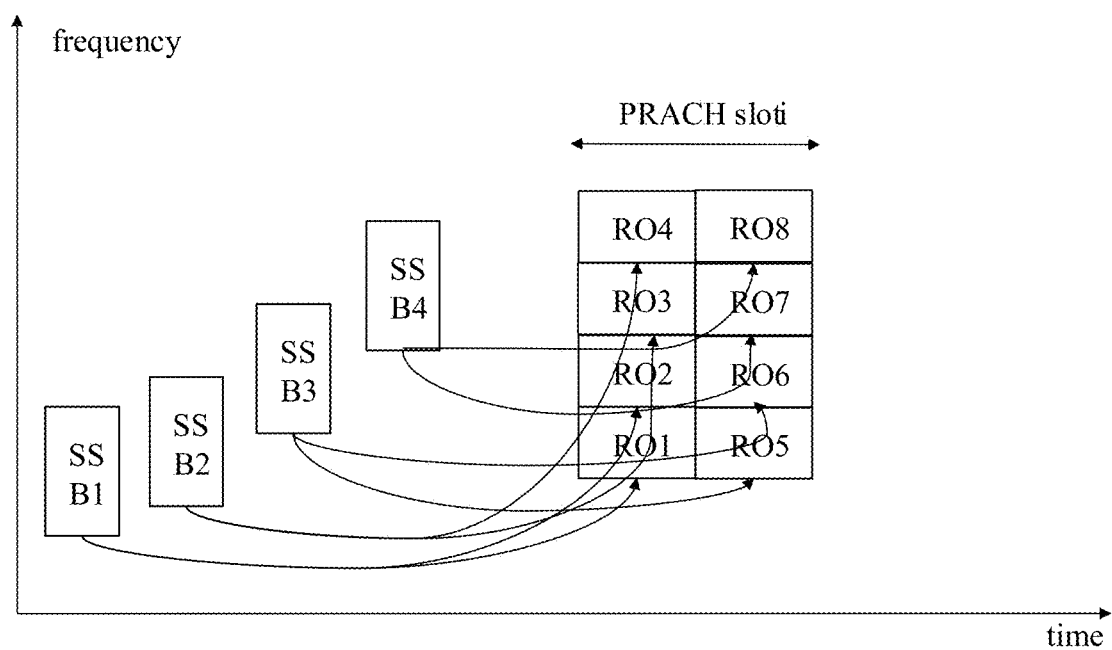 frequency
PRACH sloti
RO4
RO8
SS
B4
RO3
RO7
SS
B3
RO2
RO6
SS
B2
SS
B1
RO1
RO5
time